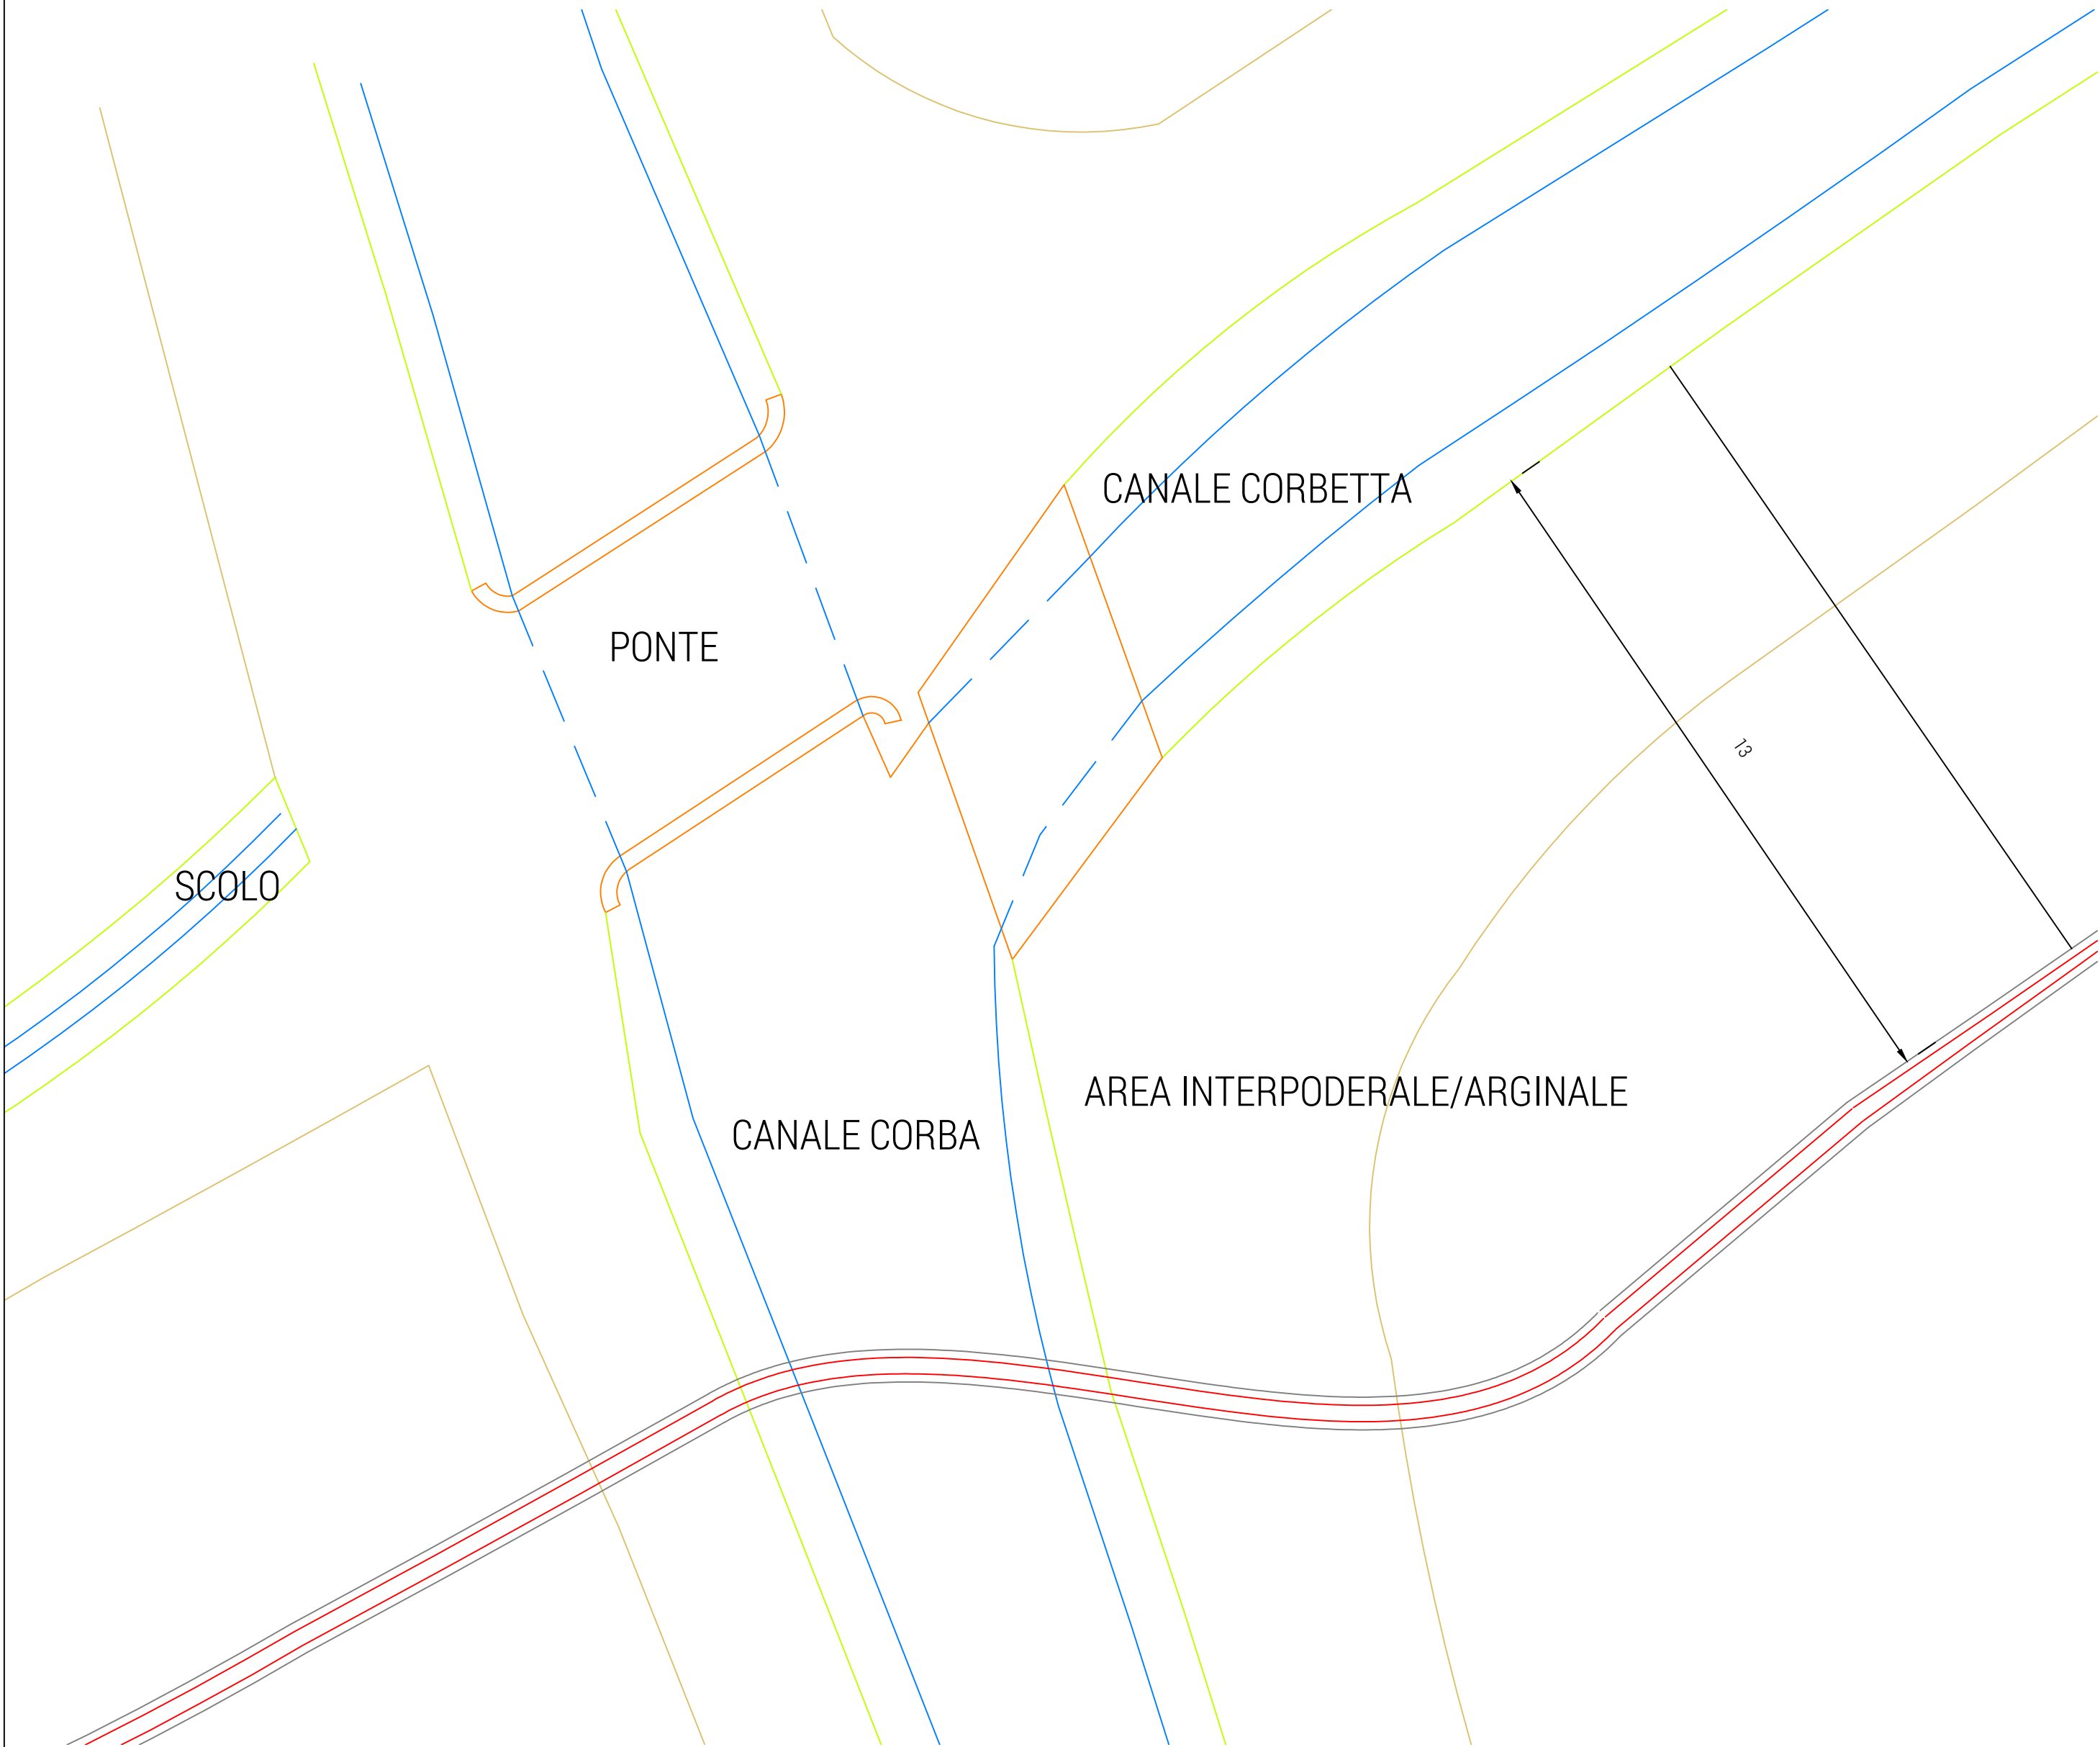 CANALE CORBETTA
PONTE
13
SCOLO
AREA INTERPODERALE/ARGINALE
CANALE CORBA